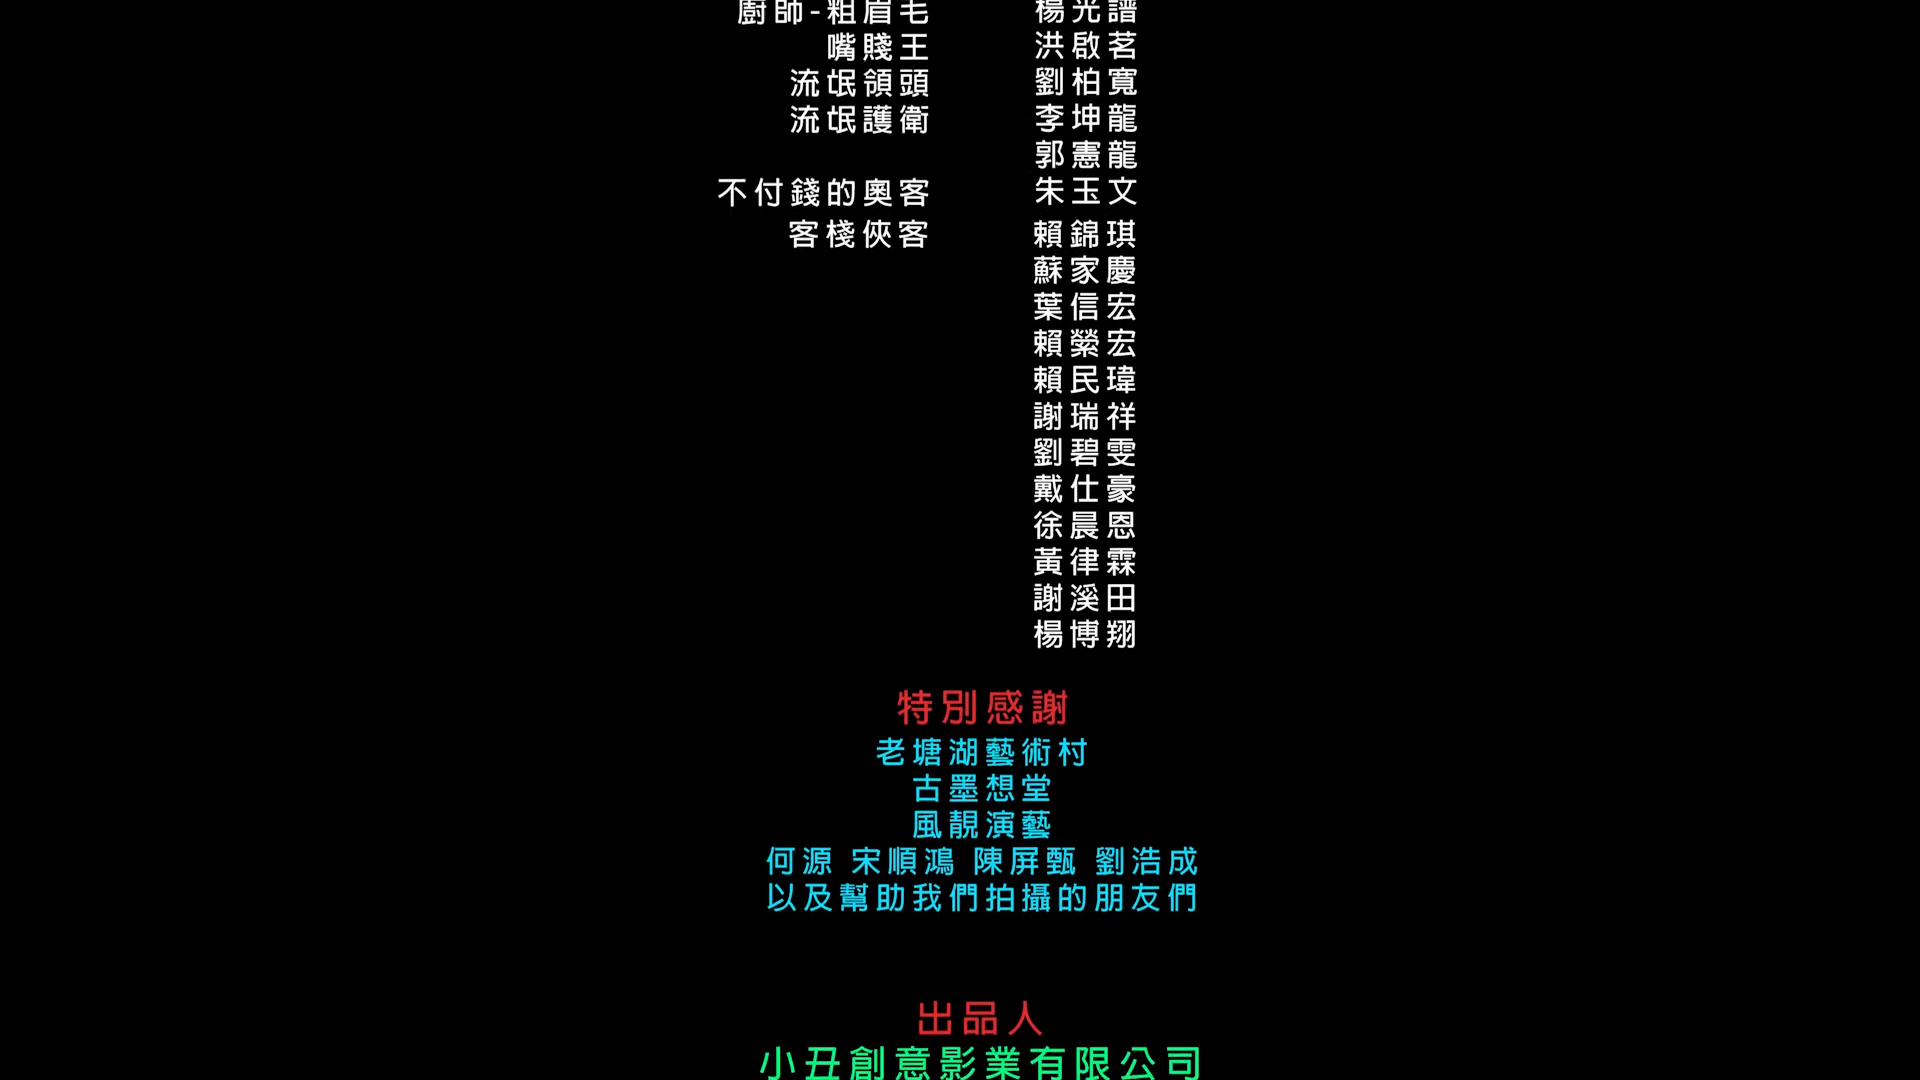 廚師-粗眉毛 楊光譜
嘴賤王 洪啟茗
流氓領頭 劉柏寬
流氓護衛 李坤龍
郭憲龍
不付錢的奧客 朱玉文
客棧俠客 賴錦琪
蘇家慶
葉信宏
賴縈宏
賴民瑋
謝瑞祥
劉碧雯
戴仕豪
徐晨恩
黃律霖
謝溪田
楊博翔
特別感謝
老塘湖藝術村
古墨想堂
風靚演藝
何源 宋順鴻 陳屏甄 劉浩成
以及幫助我們拍攝的朋友們
出品人
小丑創意影業有限公司